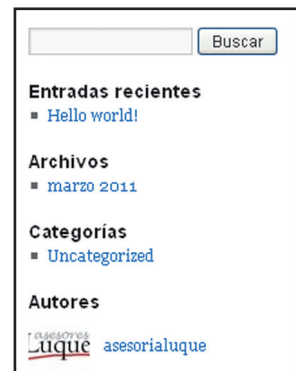 Buscar
Entradas recientes
Hello world!
Archivos
marzo 2011
Categorías
Uncategorized
Autores
asesores
Luque asesorialuque